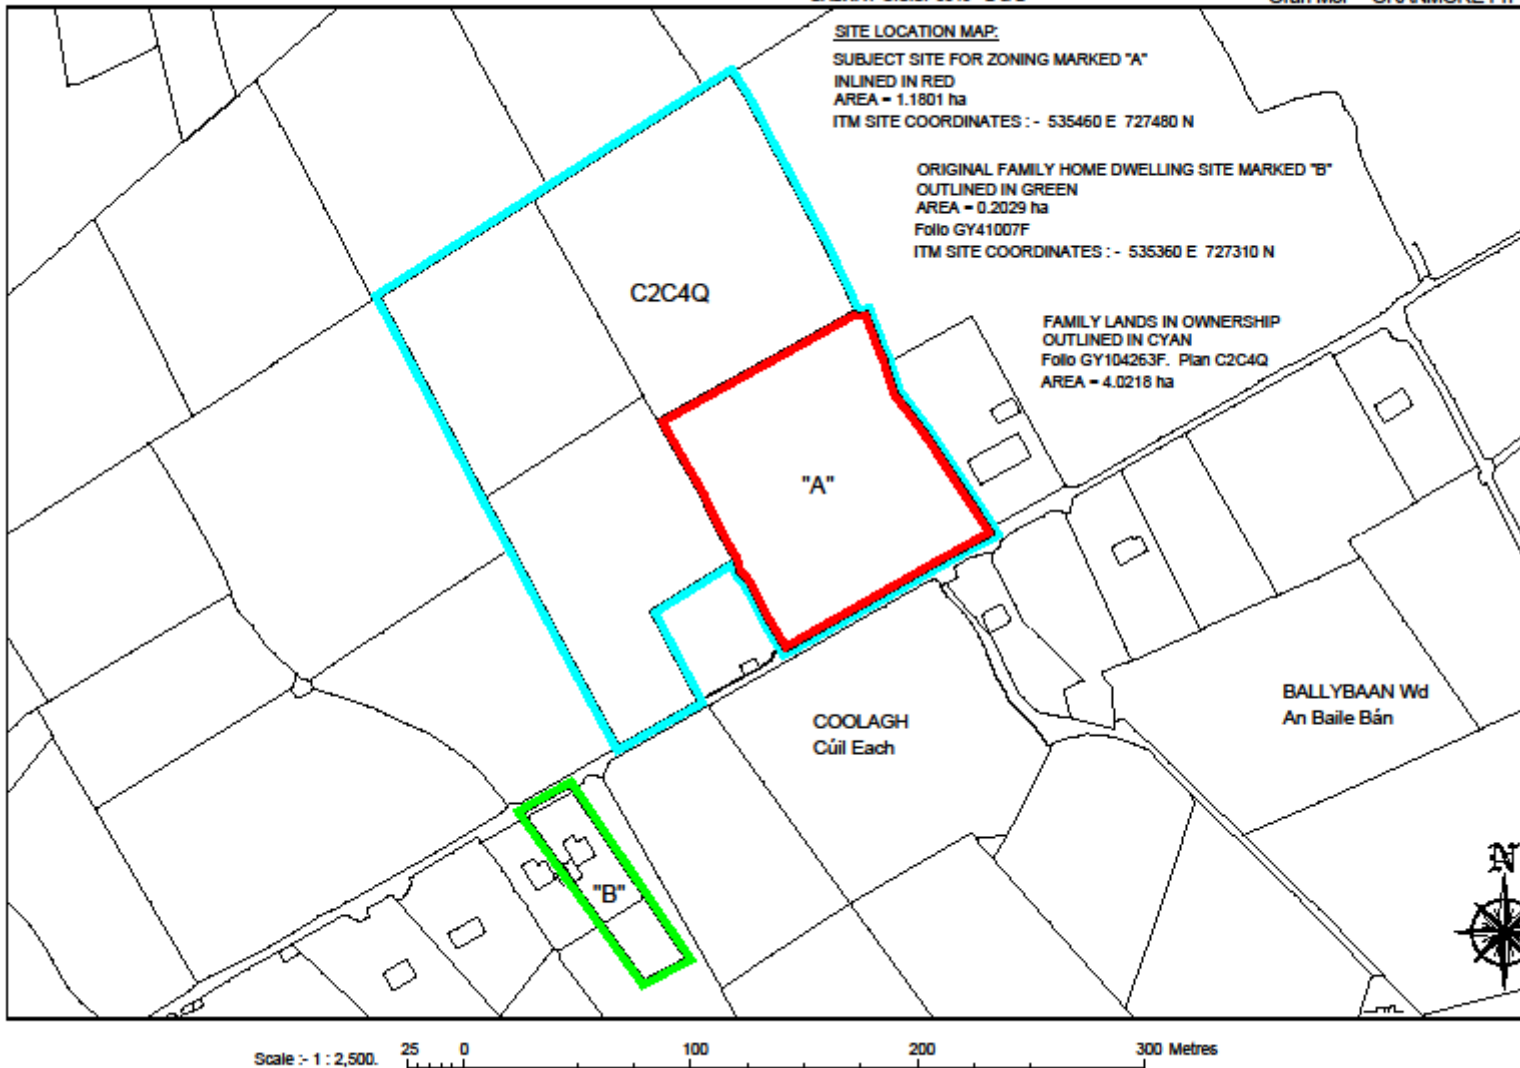 SITE LOCATION MAP:
SUBJECT SITE FOR ZONING MARKED "A"
INLINED IN RED
AREA = 1.1801 ha
ITM SITE COORDINATES : - 535460 E 727480 N
ORIGINAL FAMILY HOME DWELLING SITE MARKED "B"
OUTLINED IN GREEN
AREA = 0.2029 ha
Folio GY41007F
ITM SITE COORDINATES : - 535360 E 727310 N
C2C4Q
FAMILY LANDS IN OWNERSHIP
OUTLINED IN CYAN
Folio GY104263F. Plan C2C4Q
AREA = 4.0218 ha
"A"
BALLYBAAN Wd
An Baile Bán
COOLAGH
Cúil Each
"B"
N
Scale :- 1 : 2,500.
25 0 100 200 300 Metres